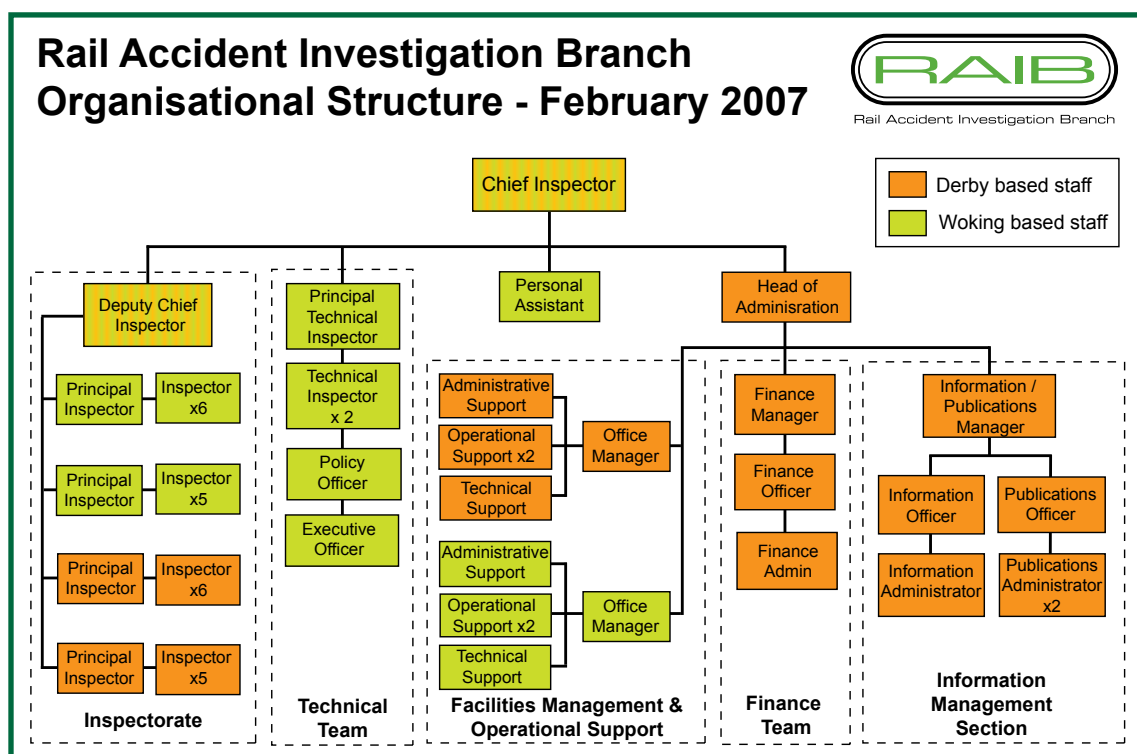 Rail Accident Investigation Branch
Organisational Structure - February 2007
RAIB
Rail Accident Investigation Branch
Derby based staff
Woking based staff
Chief Inspector
Deputy Chief
Inspector
Principal
Inspector
Inspector
x6
Principal
Inspector
Inspector
x5
Principal
Inspector
Inspector
x6
Principal
Inspector
Inspector
x5
Inspectorate
Principal
Technical
Inspector
Technical
Inspector
x 2
Policy
Officer
Executive
Officer
Technical
Team
Personal
Assistant
Head of
Adminisration
Administrative
Support
Operational
Support x2
Technical
Support
Office
Manager
Administrative
Support
Operational
Support x2
Technical
Support
Office
Manager
Facilities Management &
Operational Support
Finance
Manager
Finance
Officer
Finance
Admin
Finance
Team
Information /
Publications
Manager
Information
Officer
Publications
Officer
Information
Administrator
Publications
Administrator
x2
Information
Management
Section